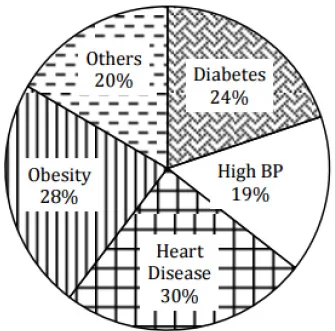 Others
20%
Diabetes
24%
High BP
19%
Heart
Disease
30%
Obesity
28%